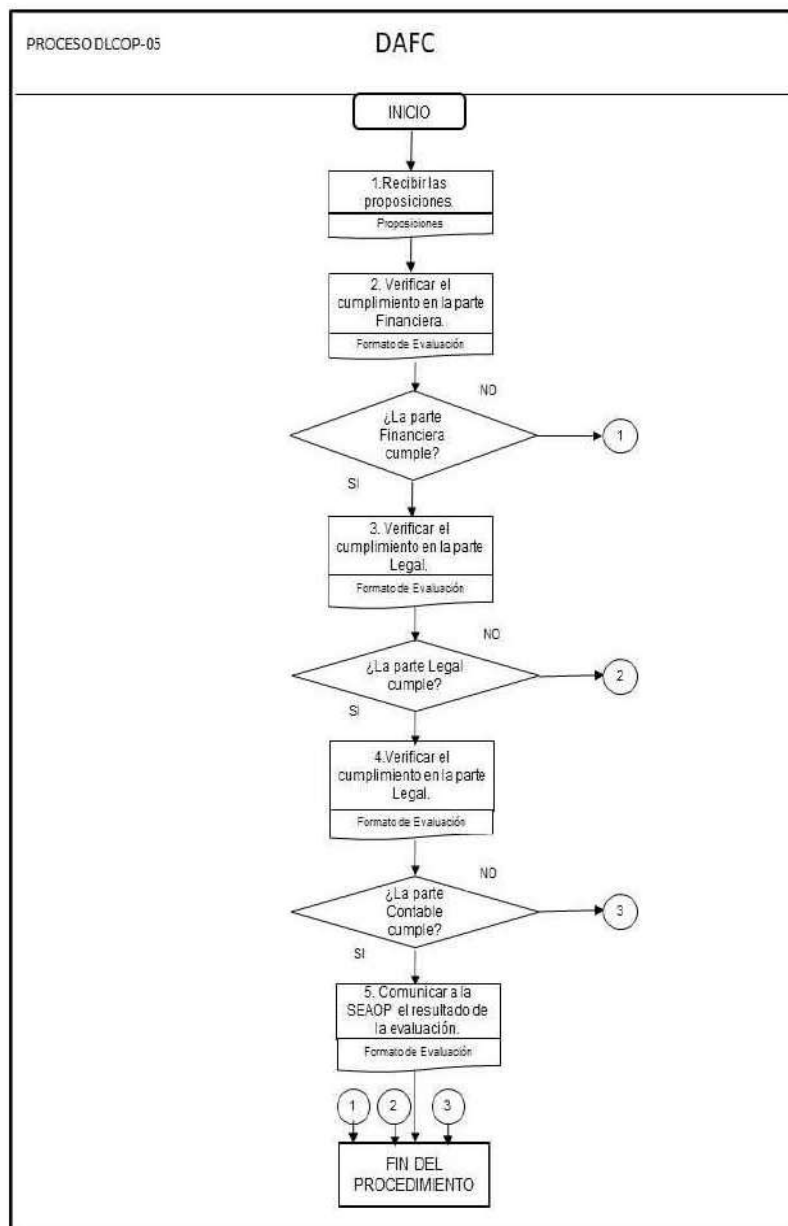 PROCESO DLCOP-05
DAFC
INICIO
1.Recibir las
proposiciones.
Proposiciones
2. Verificar el
cumplimiento en la parte
Financiera.
Formato de Evaluación
NO
¿La parte
Financiera
cumple?
1
SI
3. Verificar el
cumplimiento en la parte
Legal.
Formato de Evaluación
NO
¿La parte Legal
cumple?
2
SI
4.Verificar el
cumplimiento en la parte
Legal.
Formato de Evaluación
NO
¿La parte
Contable
cumple?
3
SI
5. Comunicar a la
SEAOP el resultado de
la evaluación.
Formato de Evaluación
1
2
3
FIN DEL
PROCEDIMIENTO